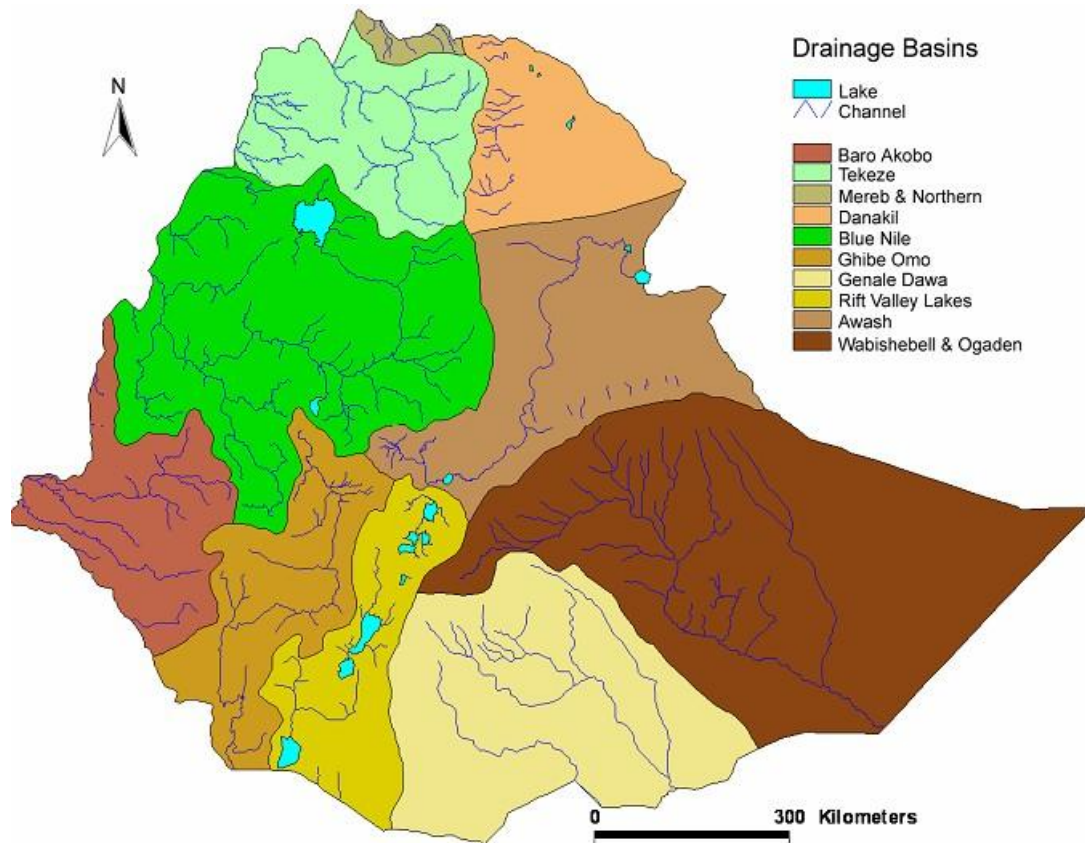 Drainage Basins
N
Lake
Channel
Baro Akobo
Tekeze
Mereb & Northern
Danakil
Blue Nile
Ghibe Omo
Genale Dawa
Rift Valley Lakes
Awash
Wabishebell & Ogaden
0 300 Kilometers